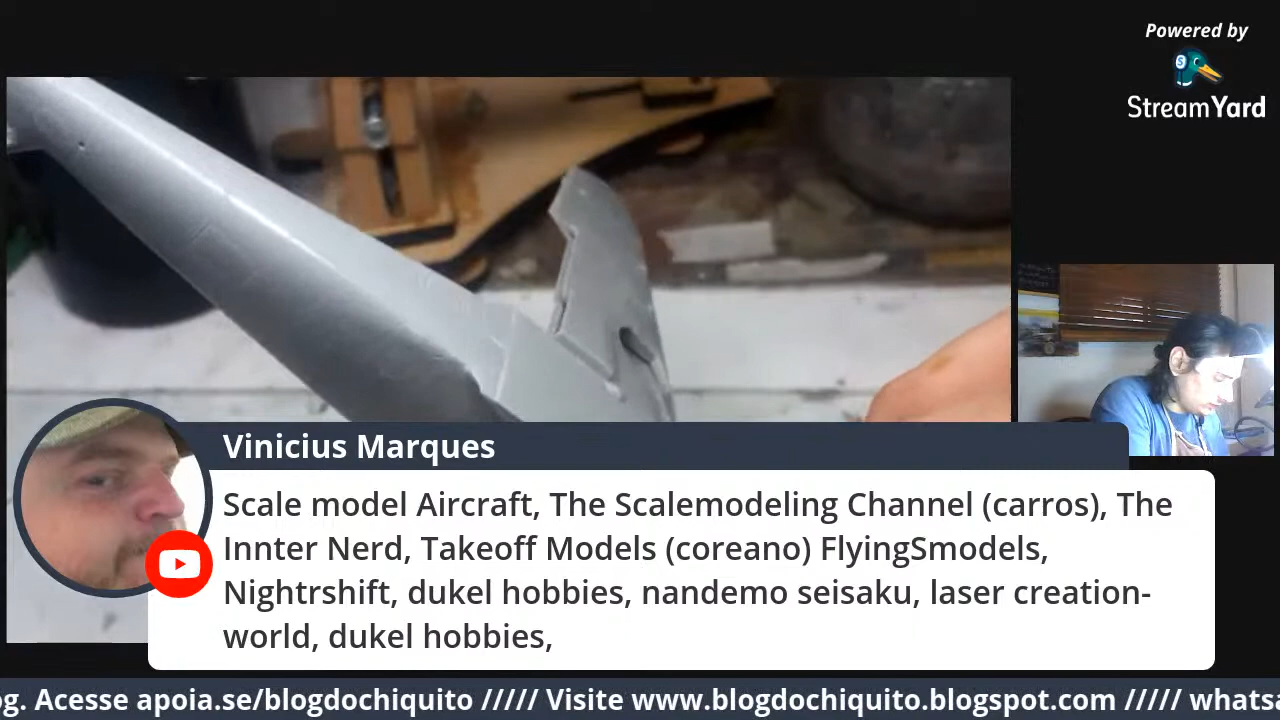 Powered by
StreamYard
Vinicius Marques
Scale model Aircraft, The Scalemodeling Channel (carros), The
Innter Nerd, Takeoff Models (coreano) FlyingSmodels,
Nightrshift, dukel hobbies, nandemo seisaku, laser creation-
world, dukel hobbies,
og. Acesse apoia.se/blogdochiquito ///// Visite www.blogdochiquito.blogspot.com ///// whatsa